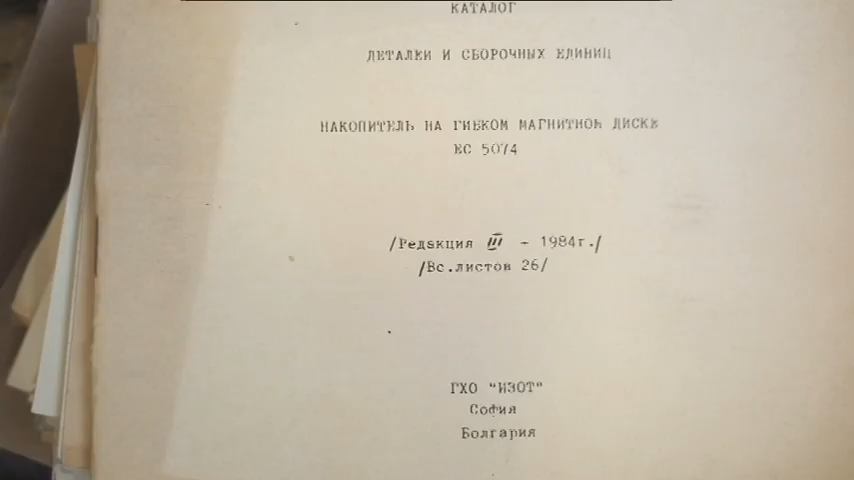 КАТАЛОГ
ДЕТАЛЕЙ И СБОРОЧНЫХ ЕДИНИЦ
НАКОПИТЕЛЬ НА ГИБКОМ МАГНИТНОМ ДИСКЕ
ЕС 5074
/Редакция III - 1984г./
/Вс.листов 26/
ГХО "ИЗОТ"
София
Болгария